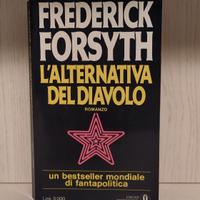 FREDERICK
FORSYTH
L'ALTERNATIVA
DEL DIAVOLO
ROMANZO
un bestseller mondiale
di fantapolitica